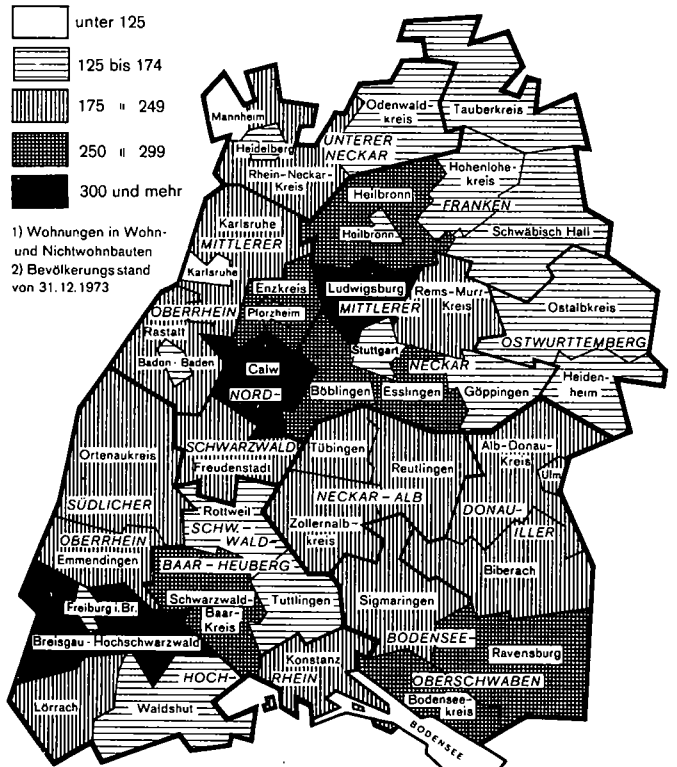 unter 125
125 bis 174
175 " 249
250 " 299
300 und mehr
1) Wohnungen in Wohn-
und Nichtwohnbauten
2) Bevölkerungsstand
von 31.12.1973
Mannheim
Heidelberg
Rhein-Neckar-
Kreis
Odenwald-
kreis
UNTERER
NECKAR
Tauberkreis
Hohenlohe-
kreis
FRANKEN
Schwäbisch Hall
Heilbronn
Heilbronn
Karlsruhe
MITTLERER
Karlsruhe
OBERRHEIN
Enzkreis
Pforzheim
Ludwigsburg
MITTLERER
Rems-Murr-
Kreis
Ostalbkreis
OSTWURTTEMBERG
Rastatt
Baden-Baden
Stuttgart
NECKAR
Calw
NORD-
Böblingen
Esslingen
Göppingen
Heiden-
heim
Ortenaukreis
SCHWARZWALD
Freudenstadt
Tübingen
Reutlingen
NECKAR-ALB
Zollernalb-
kreis
Alb-Donau-
Kreis
Ulm
DONAU-
ILLER
Biberach
SÜDLICHER
OBERRHEIN
Emmendingen
Rottweil
SCHW.
WALD-
BAAR-HEUBERG
Schwarzwald-
Baar-
Kreis
Tuttlingen
Sigmaringen
Freiburg i.Br.
Breisgau-Hochschwarzwald
BODENSEE-
OBERSCHWABEN
Ravensburg
Bodensee-
kreis
Konstanz
HOCH-
RHEIN
Lörrach
Waldshut
BODENSEE